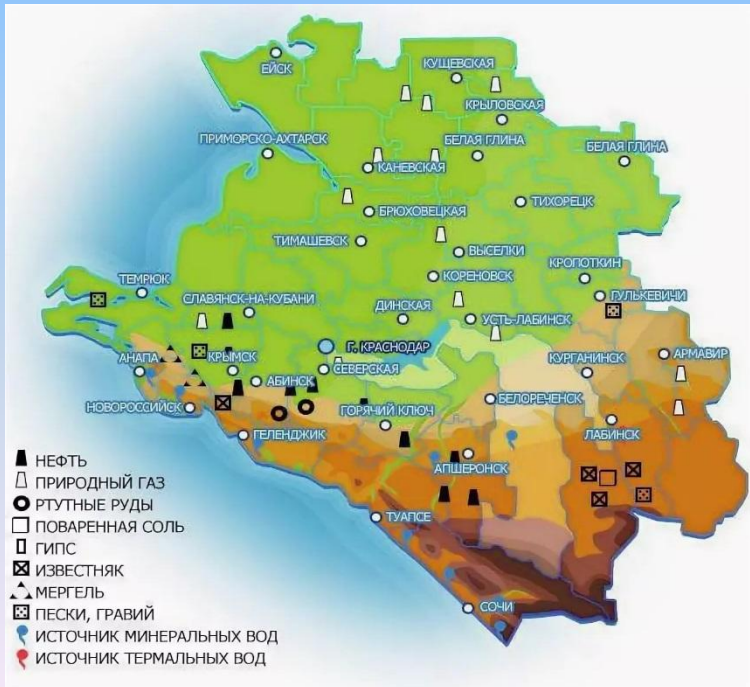 ЕЙСК
КУЩЕВСКАЯ
КРЫЛОВСКАЯ
ПРИМОРСКО-АХТАРСК
БЕЛАЯ ГЛИНА
БЕЛАЯ ГЛИНА
КАНЕВСКАЯ
БРЮХОВЕЦКАЯ
ТИХОРЕЦК
ТИМАШЕВСК
ВЫСЕЛКИ
КОРЕНОВСК
КРОПОТКИН
ТЕМРЮК
ГУЛЬКЕВИЧИ
СЛАВЯНСК-НА-КУБАНИ
ДИНСКАЯ
УСТЬ-ЛАБИНСК
Г. КРАСНОДАР
АНАПА
КРЫМСК
СЕВЕРСКАЯ
КУРГАНИНСК
АРМАВИР
АБИНСК
НОВОРОССИЙСК
ГОРЯЧИЙ КЛЮЧ
БЕЛОРЕЧЕНСК
ГЕЛЕНДЖИК
ЛАБИНСК
АПШЕРОНСК
ТУАПСЕ
СОЧИ
НЕФТЬ
ПРИРОДНЫЙ ГАЗ
РТУТНЫЕ РУДЫ
ПОВАРЕННАЯ СОЛЬ
ГИПС
ИЗВЕСТНЯК
МЕРГЕЛЬ
ПЕСКИ, ГРАВИЙ
ИСТОЧНИК МИНЕРАЛЬНЫХ ВОД
ИСТОЧНИК ТЕРМАЛЬНЫХ ВОД